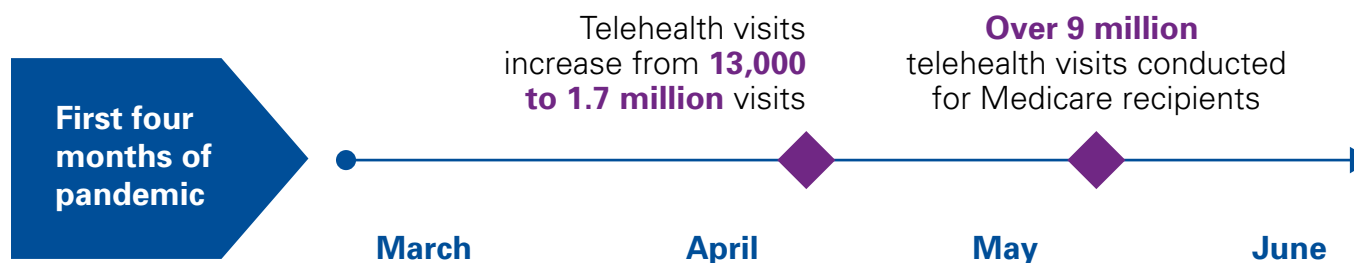 First four
months of
pandemic
Telehealth visits
increase from 13,000
to 1.7 million visits
Over 9 million
telehealth visits conducted
for Medicare recipients
March
April
May
June